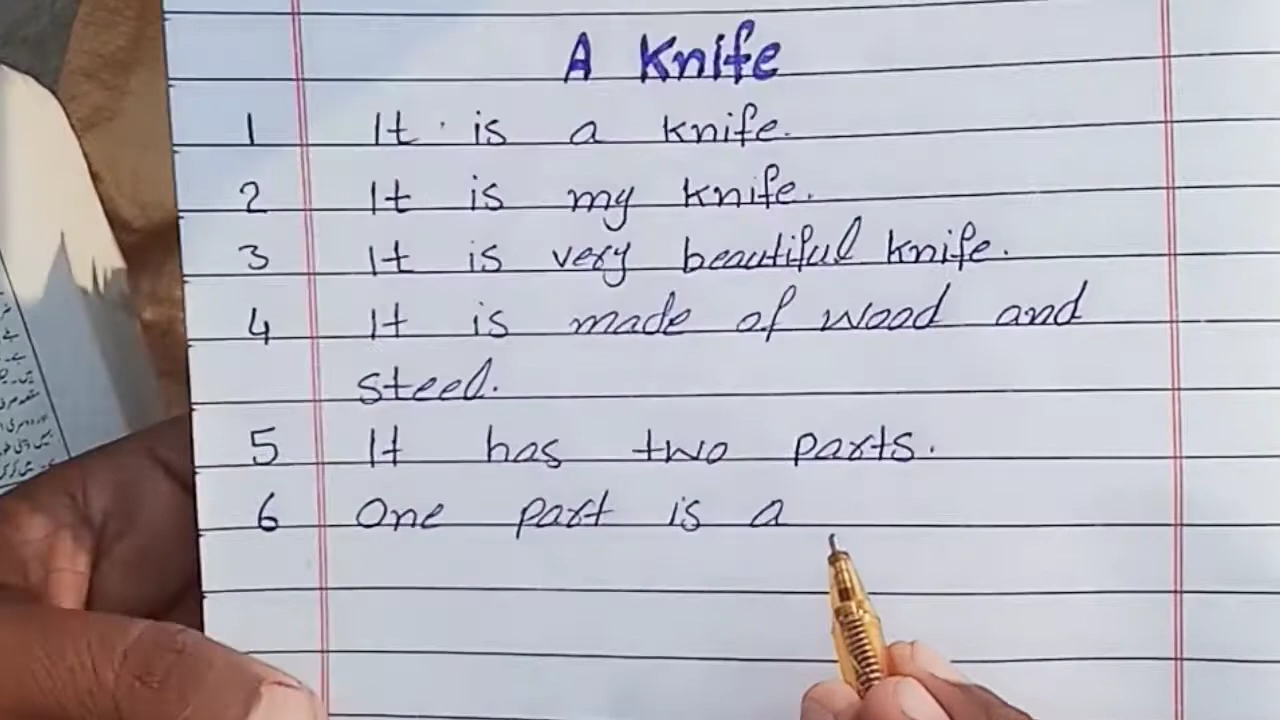 A Knife
1 It is a knife.
2 It is my knife.
3 It is very beautiful knife.
4 It is made of wood and
steel.
5 It has two parts.
6 One part is a